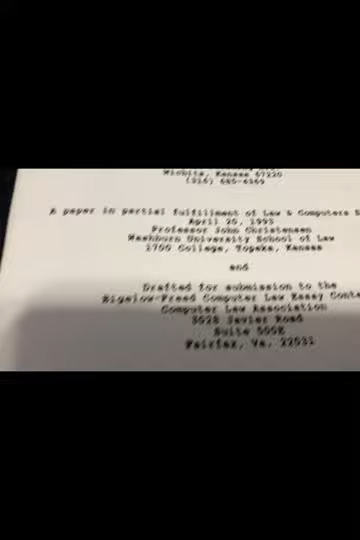 Wichita, Kansas 67220
(316) 685-4369
A paper in partial fulfillment of Law & Computers
April 20, 1993
Professor John Christensen
Washburn University School of Law
1700 College, Topeka, Kansas
and
Drafted for submission to the
Bigelow-Freed Computer Law Essay
Computer Law Association
3028 Javier Road
Suite 500E
Fairfax, Va. 22031